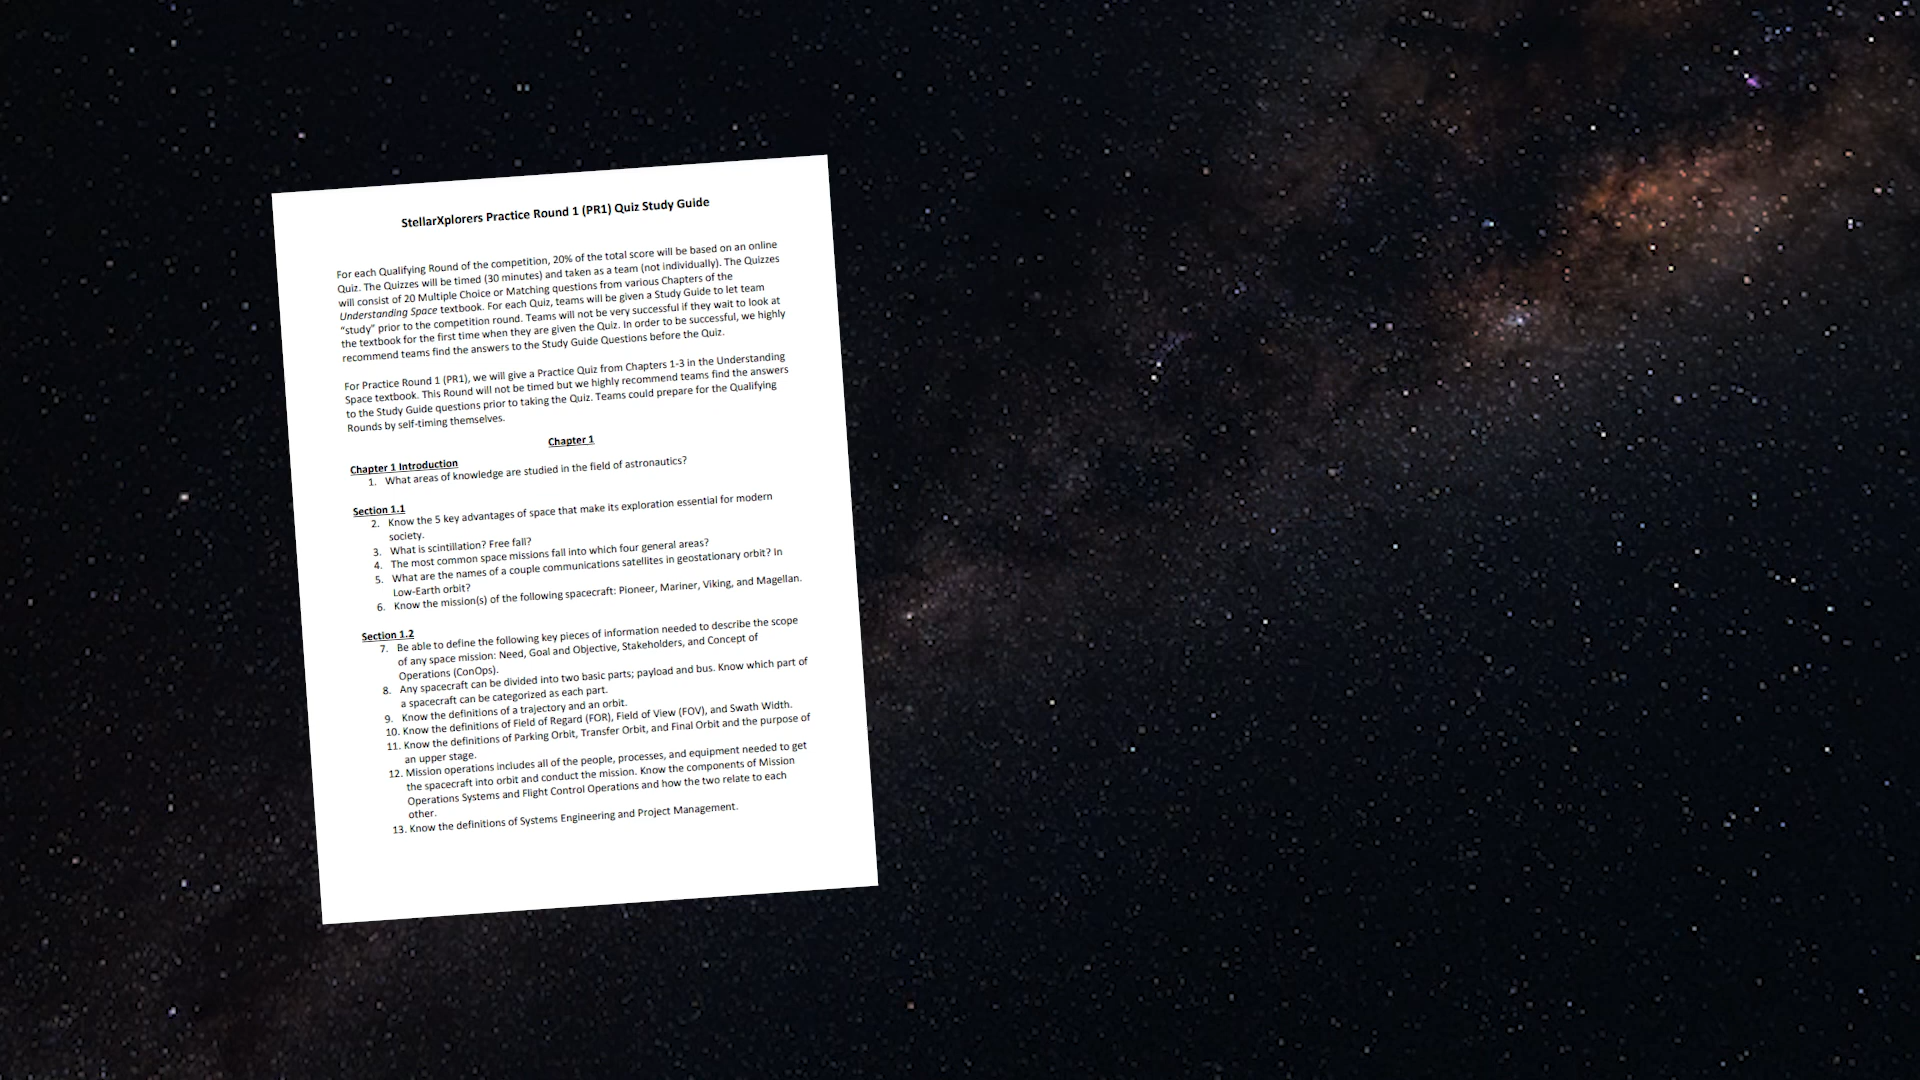 StellarXplorers Practice Round 1 (PR1) Quiz Study Guide
For each Qualifying Round of the competition, 20% of the total score will be based on an online
Quiz. The Quizzes will be timed (30 minutes) and taken as a team (not individually). The Quizzes
will consist of 20 Multiple Choice or Matching questions from various Chapters of the
Understanding Space textbook. For each Quiz, teams will be given a Study Guide to let team
“study” prior to the competition round. Teams will not be very successful if they wait to look at
the textbook for the first time when they are given the Quiz. In order to be successful, we highly
recommend teams find the answers to the Study Guide Questions before the Quiz.
For Practice Round 1 (PR1), we will give a Practice Quiz from Chapters 1-3 in the Understanding
Space textbook. This Round will not be timed but we highly recommend teams find the answers
to the Study Guide questions prior to taking the Quiz. Teams could prepare for the Qualifying
Rounds by self-timing themselves.
Chapter 1
Chapter 1 Introduction
1. What areas of knowledge are studied in the field of astronautics?
Section 1.1
2. Know the 5 key advantages of space that make its exploration essential for modern
society.
3. What is scintillation? Free fall?
4. The most common space missions fall into which four general areas?
5. What are the names of a couple communications satellites in geostationary orbit? In
Low-Earth orbit?
6. Know the mission(s) of the following spacecraft: Pioneer, Mariner, Viking, and Magellan.
Section 1.2
7. Be able to define the following key pieces of information needed to describe the scope
of any space mission: Need, Goal and Objective, Stakeholders, and Concept of
Operations (ConOps).
8. Any spacecraft can be divided into two basic parts; payload and bus. Know which part of
a spacecraft can be categorized as each part.
9. Know the definitions of a trajectory and an orbit.
10. Know the definitions of Field of Regard (FOR), Field of View (FOV), and Swath Width.
11. Know the definitions of Parking Orbit, Transfer Orbit, and Final Orbit and the purpose of
an upper stage.
12. Mission operations includes all of the people, processes, and equipment needed to get
the spacecraft into orbit and conduct the mission. Know the components of Mission
Operations Systems and Flight Control Operations and how the two relate to each
other.
13. Know the definitions of Systems Engineering and Project Management.